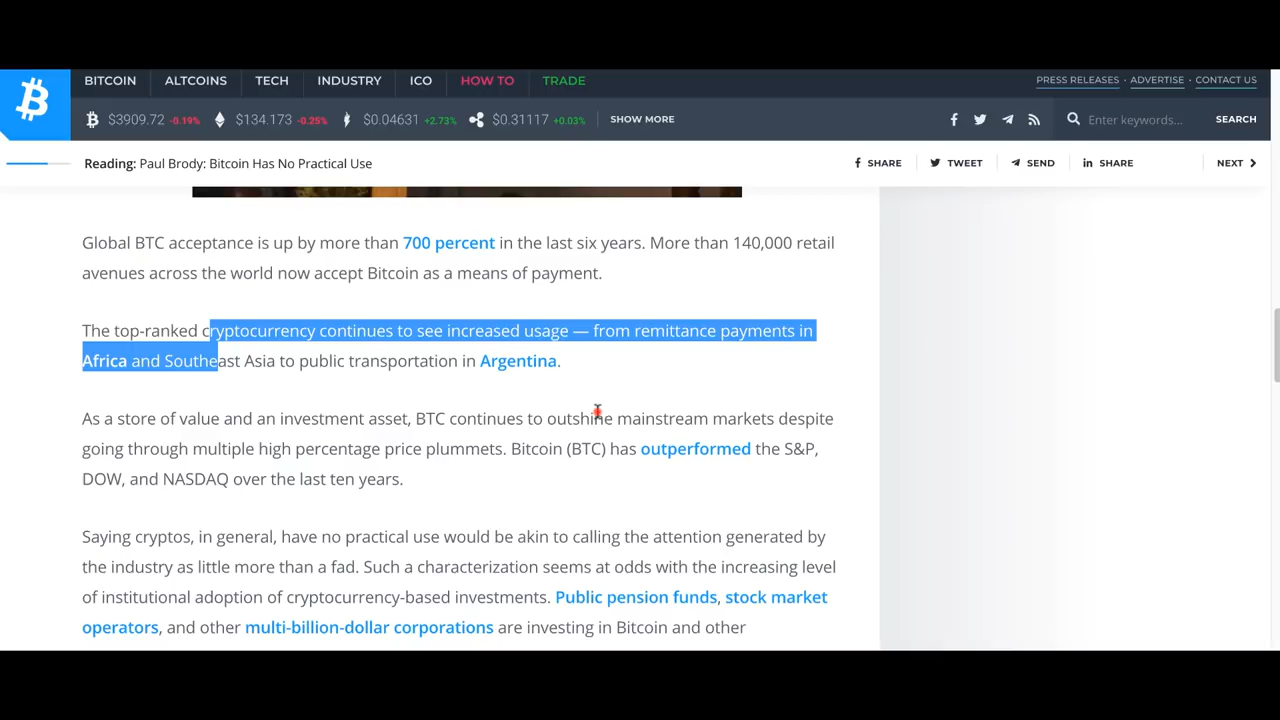 BITCOIN ALTCOINS TECH INDUSTRY ICO HOW TO TRADE PRESS RELEASES · ADVERTISE · CONTACT US
$3909.72 -0.19% $134.173 -0.25% $0.04631 +2.73% $0.31117 +0.03% SHOW MORE Enter keywords... SEARCH
Reading: Paul Brody: Bitcoin Has No Practical Use SHARE TWEET SEND SHARE NEXT
Global BTC acceptance is up by more than 700 percent in the last six years. More than 140,000 retail
avenues across the world now accept Bitcoin as a means of payment.
The top-ranked cryptocurrency continues to see increased usage — from remittance payments in
Africa and Southeast Asia to public transportation in Argentina.
As a store of value and an investment asset, BTC continues to outshine mainstream markets despite
going through multiple high percentage price plummets. Bitcoin (BTC) has outperformed the S&P,
DOW, and NASDAQ over the last ten years.
Saying cryptos, in general, have no practical use would be akin to calling the attention generated by
the industry as little more than a fad. Such a characterization seems at odds with the increasing level
of institutional adoption of cryptocurrency-based investments. Public pension funds, stock market
operators, and other multi-billion-dollar corporations are investing in Bitcoin and other